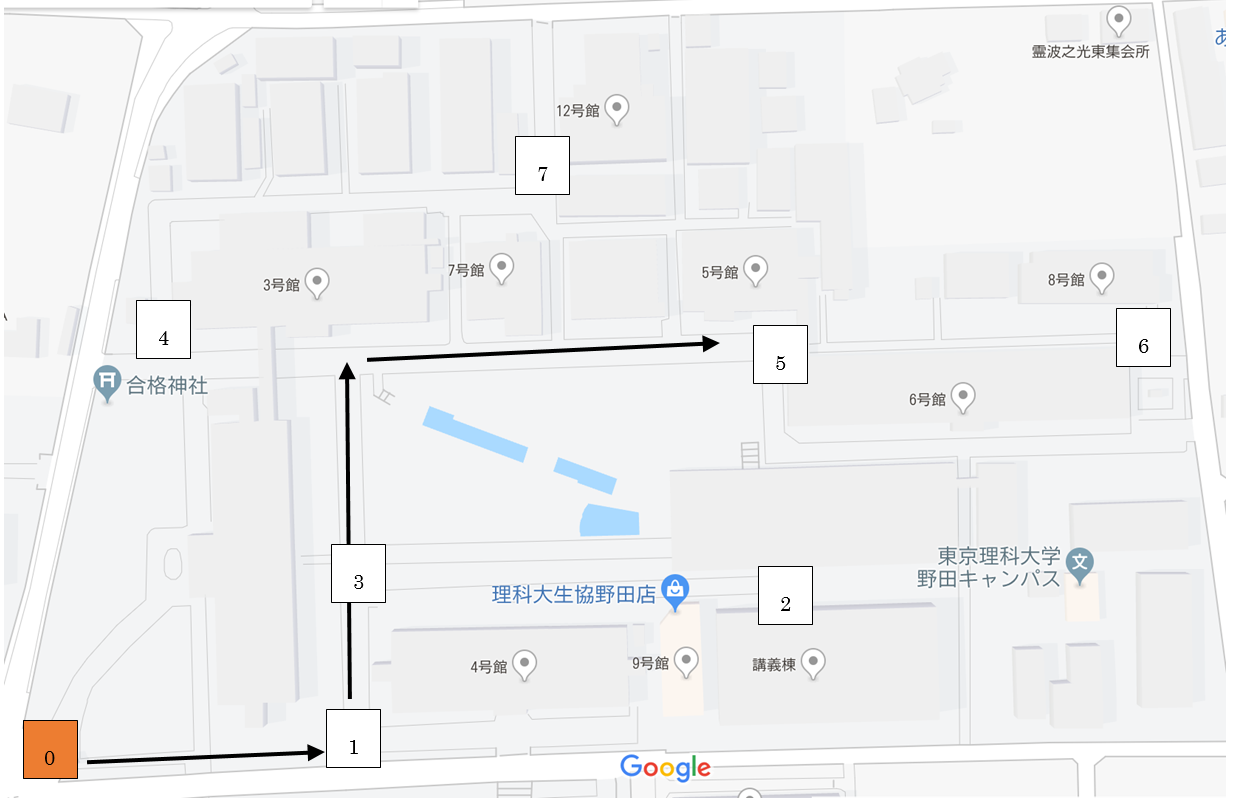 霊波之光東集会所
あ
12号館
7
3号館
7号館
5号館
8号館
4
5
6
合格神社
6号館
3
理科大生協野田店
2
東京理科大学
野田キャンパス
4号館
9号館
講義棟
0
1
Google